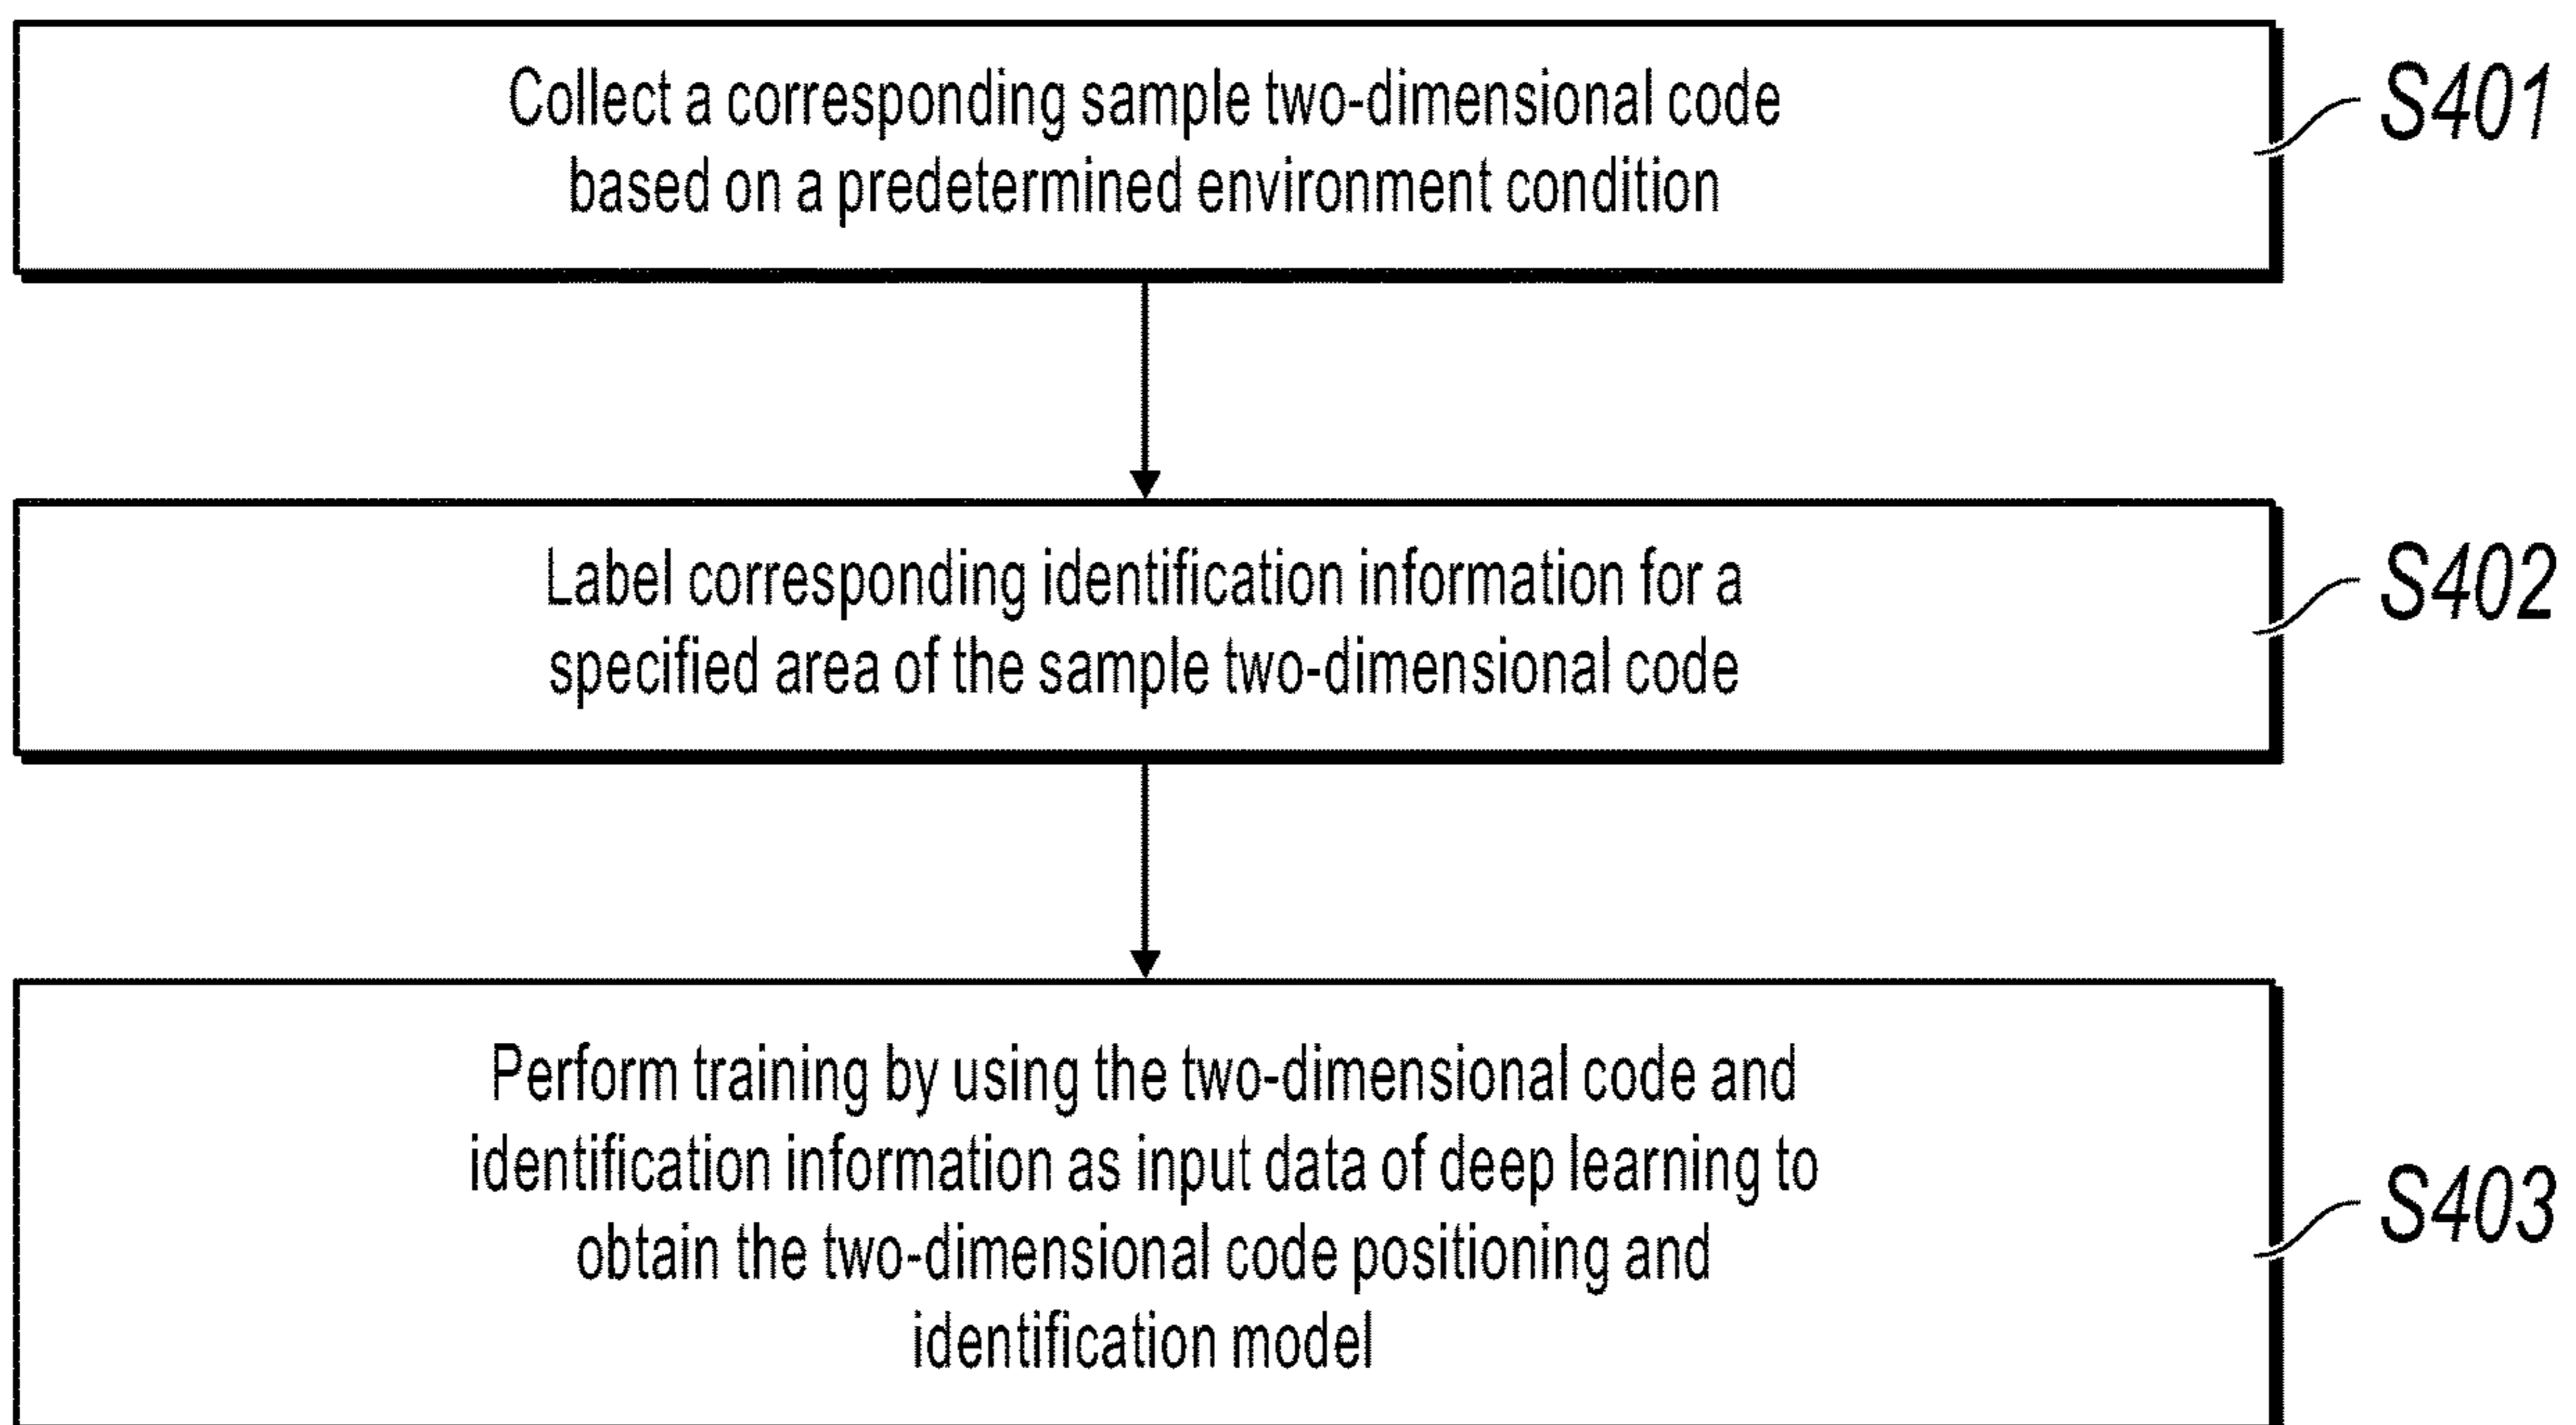 Collect a corresponding sample two-dimensional code
based on a predetermined environment condition
S401
Label corresponding identification information for a
specified area of the sample two-dimensional code
S402
Perform training by using the two-dimensional code and
identification information as input data of deep learning to
obtain the two-dimensional code positioning and
identification model
S403